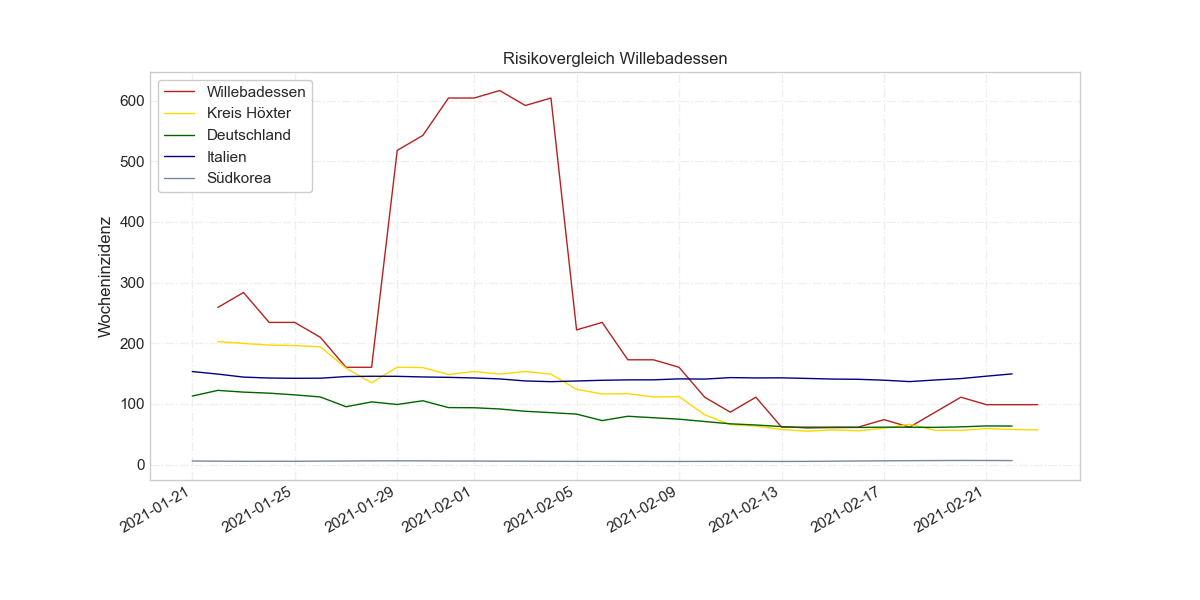 Risikovergleich Willebadessen
Willebadessen
Kreis Höxter
Deutschland
Italien
Südkorea
Wocheninzidenz
600
500
400
300
200
100
0
2021-01-21
2021-01-25
2021-01-29
2021-02-01
2021-02-05
2021-02-09
2021-02-13
2021-02-17
2021-02-21